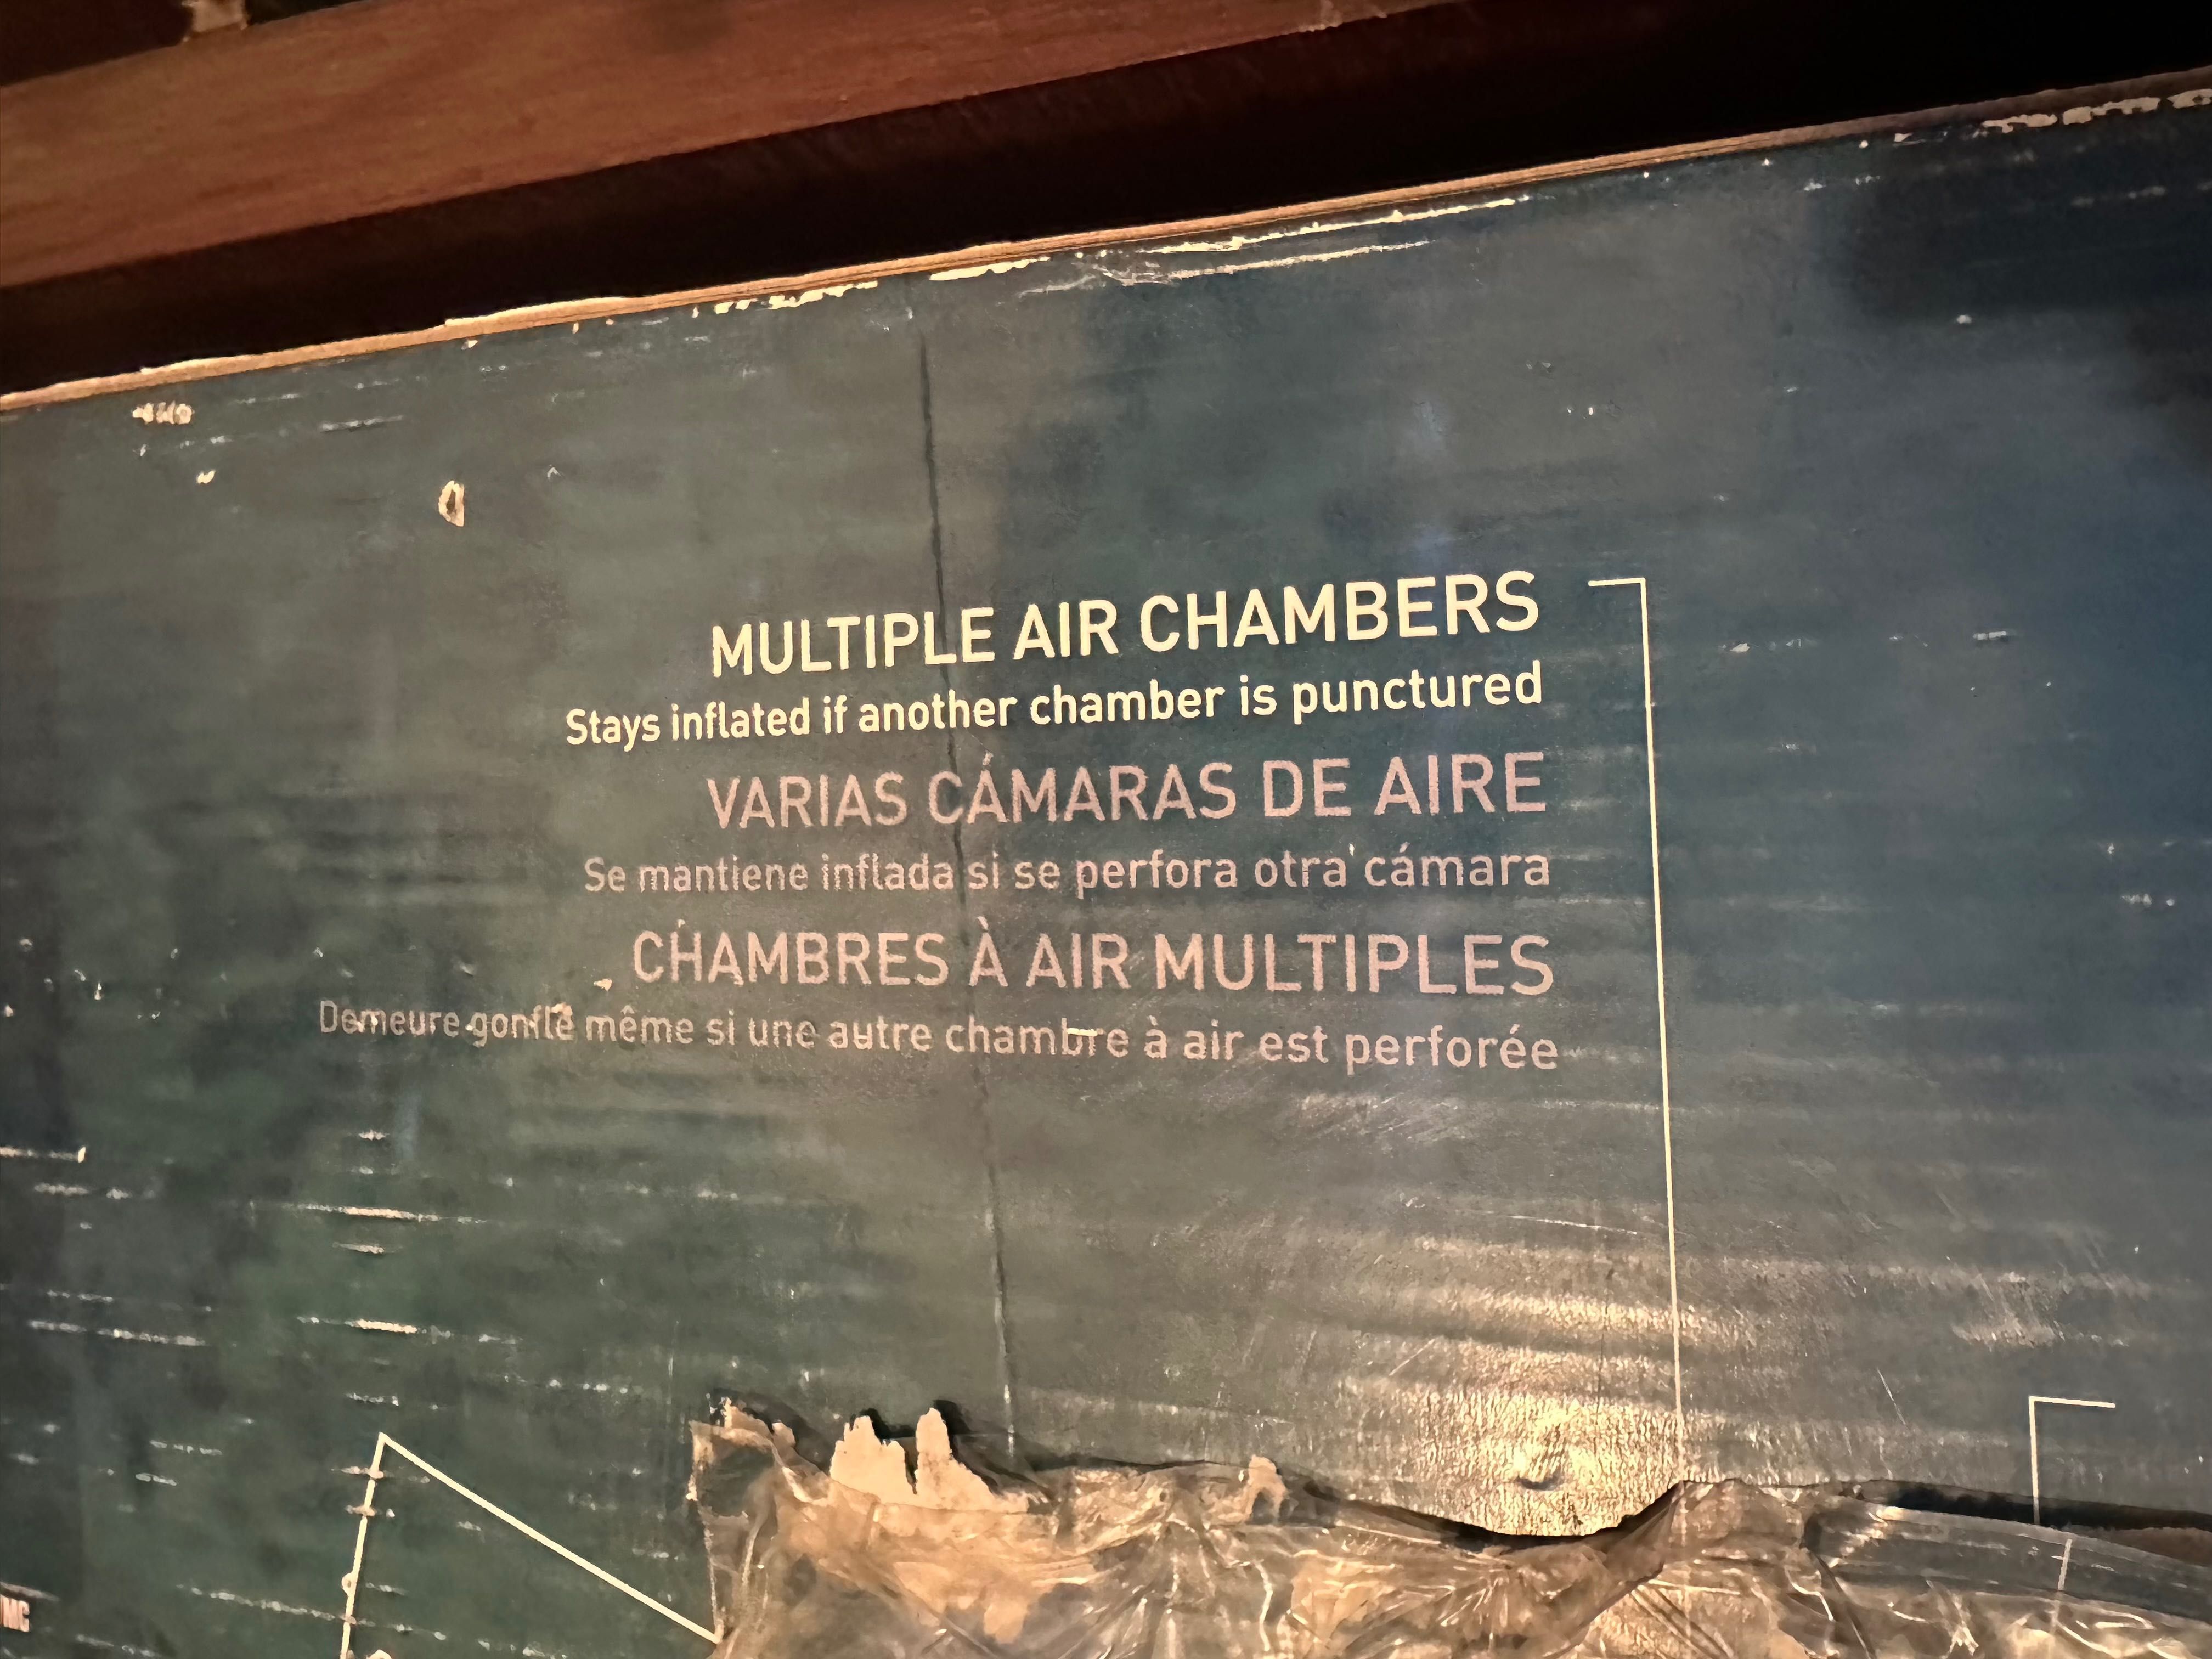 MULTIPLE AIR CHAMBERS
Stays inflated if another chamber is punctured
VARIAS CÁMARAS DE AIRE
Se mantiene inflada si se perfora otra cámara
CHAMBRES À AIR MULTIPLES
Demeure gonflé même si une autre chambre à air est perforée